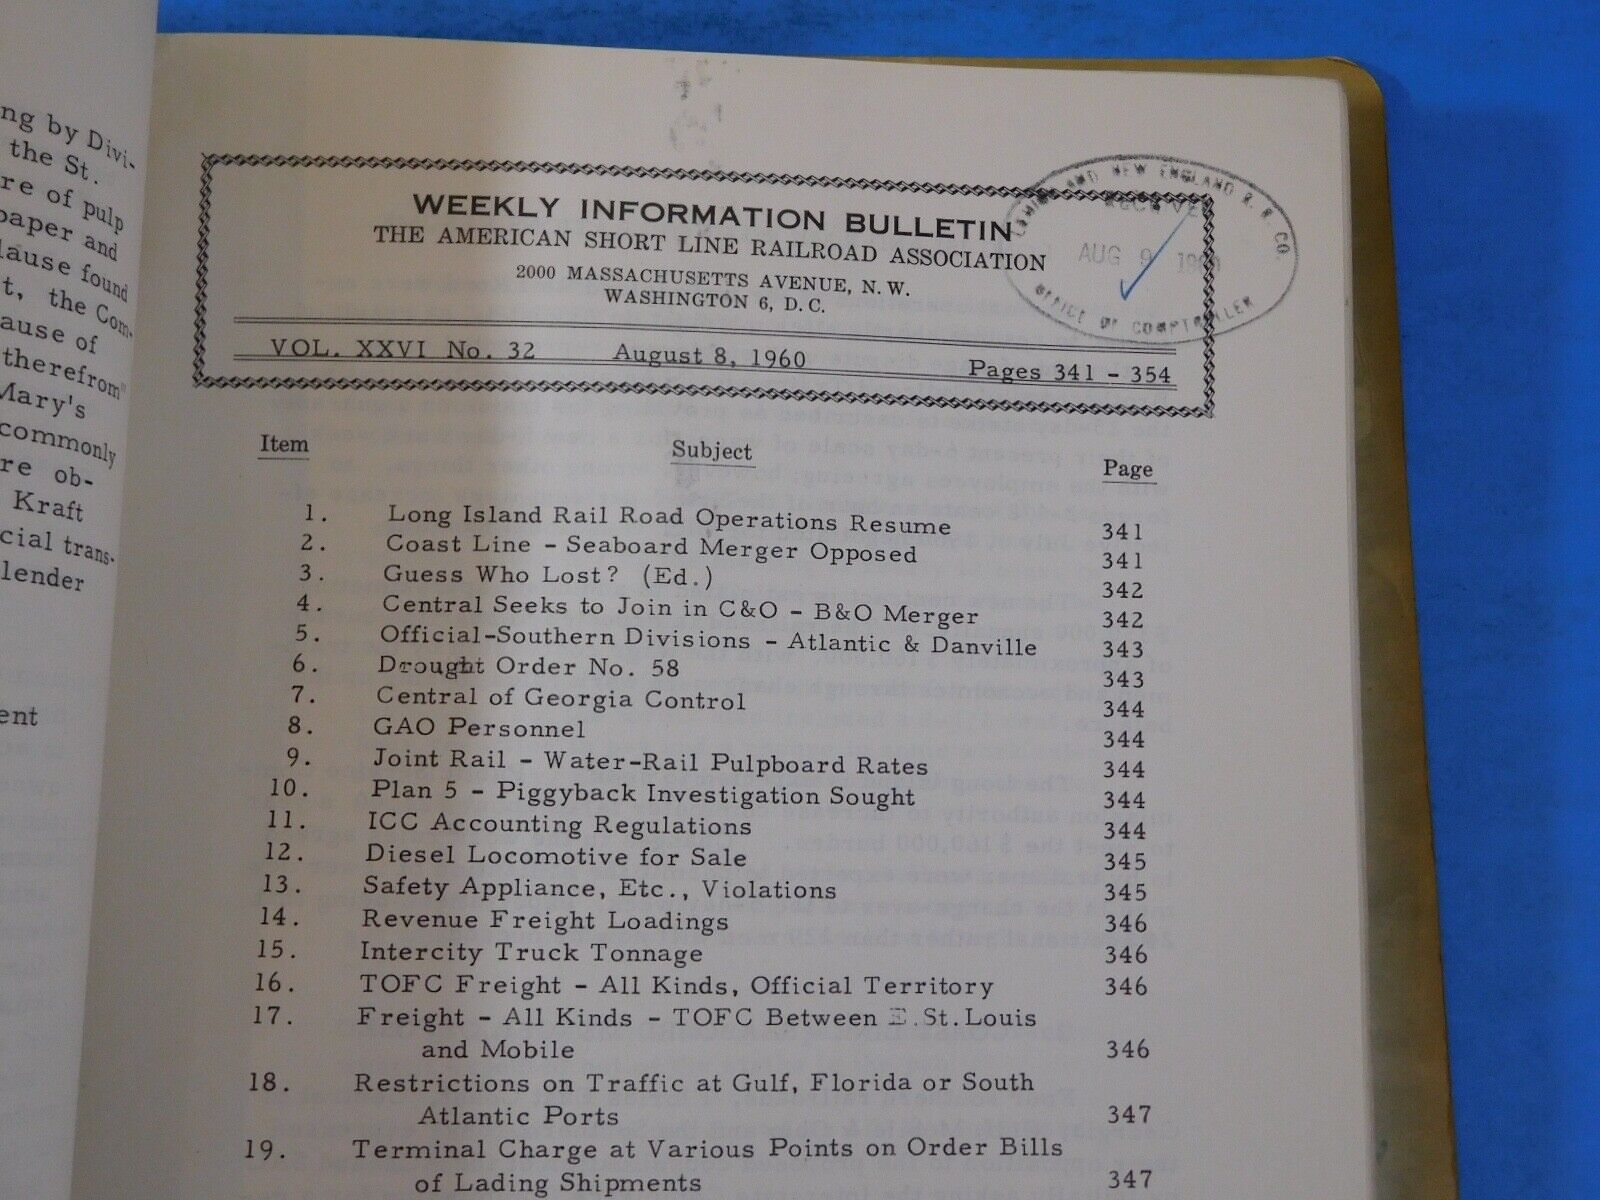 ng by Divi-
the St.
re of pulp
paper and
lause found
t, the Com-
ause of
therefrom"
Mary's
commonly
re ob-
Kraft
cial trans-
lender
ent
WEEKLY INFORMATION BULLETIN
THE AMERICAN SHORT LINE RAILROAD ASSOCIATION
2000 MASSACHUSETTS AVENUE, N.W.
WASHINGTON 6, D.C.
AND NEW ENGLAND R. R. CO.
RECEIVED
AUG 9 1960
OFFICE OF COMPTROLLER
VOL. XXVI No. 32 August 8, 1960 Pages 341 - 354
Item Subject Page
1. Long Island Rail Road Operations Resume 341
2. Coast Line - Seaboard Merger Opposed 341
3. Guess Who Lost? (Ed.) 342
4. Central Seeks to Join in C&O - B&O Merger 342
5. Official-Southern Divisions - Atlantic & Danville 343
6. Drought Order No. 58 343
7. Central of Georgia Control 344
8. GAO Personnel 344
9. Joint Rail - Water-Rail Pulpboard Rates 344
10. Plan 5 - Piggyback Investigation Sought 344
11. ICC Accounting Regulations 344
12. Diesel Locomotive for Sale 345
13. Safety Appliance, Etc., Violations 345
14. Revenue Freight Loadings 346
15. Intercity Truck Tonnage 346
16. TOFC Freight - All Kinds, Official Territory 346
17. Freight - All Kinds - TOFC Between E. St. Louis
and Mobile 346
18. Restrictions on Traffic at Gulf, Florida or South
Atlantic Ports 347
19. Terminal Charge at Various Points on Order Bills
of Lading Shipments 347